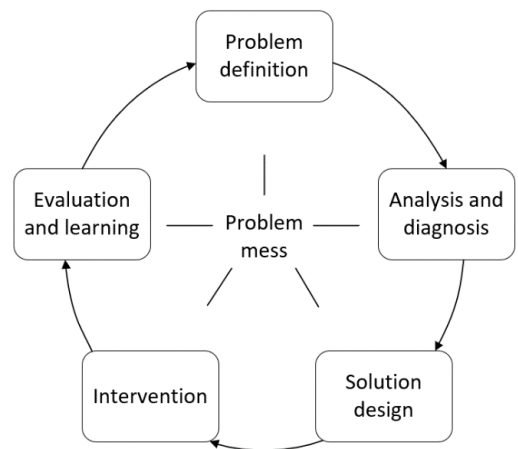 Problem
definition
Analysis and
diagnosis
Solution
design
Intervention
Evaluation
and learning
Problem
mess